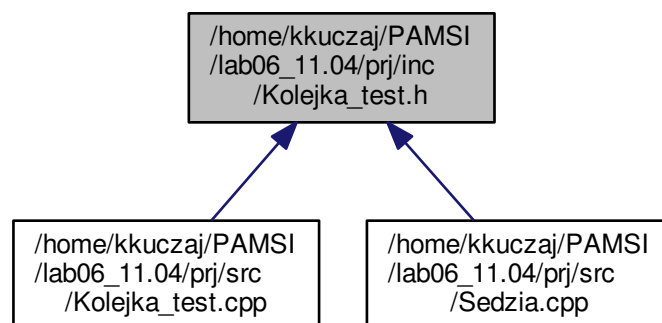 /home/kkuczaj/PAMSI
/lab06_11.04/prj/inc
/Kolejka_test.h
/home/kkuczaj/PAMSI
/lab06_11.04/prj/src
/Kolejka_test.cpp
/home/kkuczaj/PAMSI
/lab06_11.04/prj/src
/Sedzia.cpp